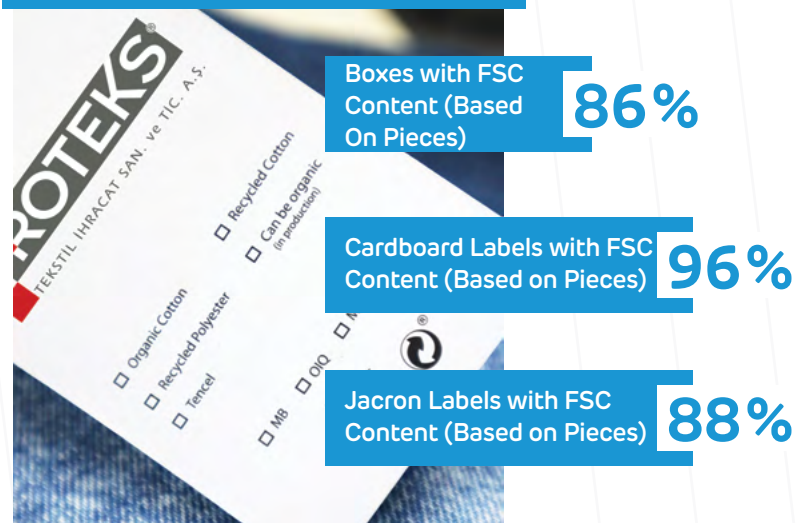 ROTEKS®
TEKSTİL İHRACAT SAN. ve TİC. A.Ş.
Recycled Cotton
Can be organic
(in production)
Organic Cotton
Recycled Polyester
Tencel
MB
OIQ
Boxes with FSC
Content (Based
On Pieces)
86%
Cardboard Labels with FSC
Content (Based on Pieces)
96%
Jacron Labels with FSC
Content (Based on Pieces)
88%